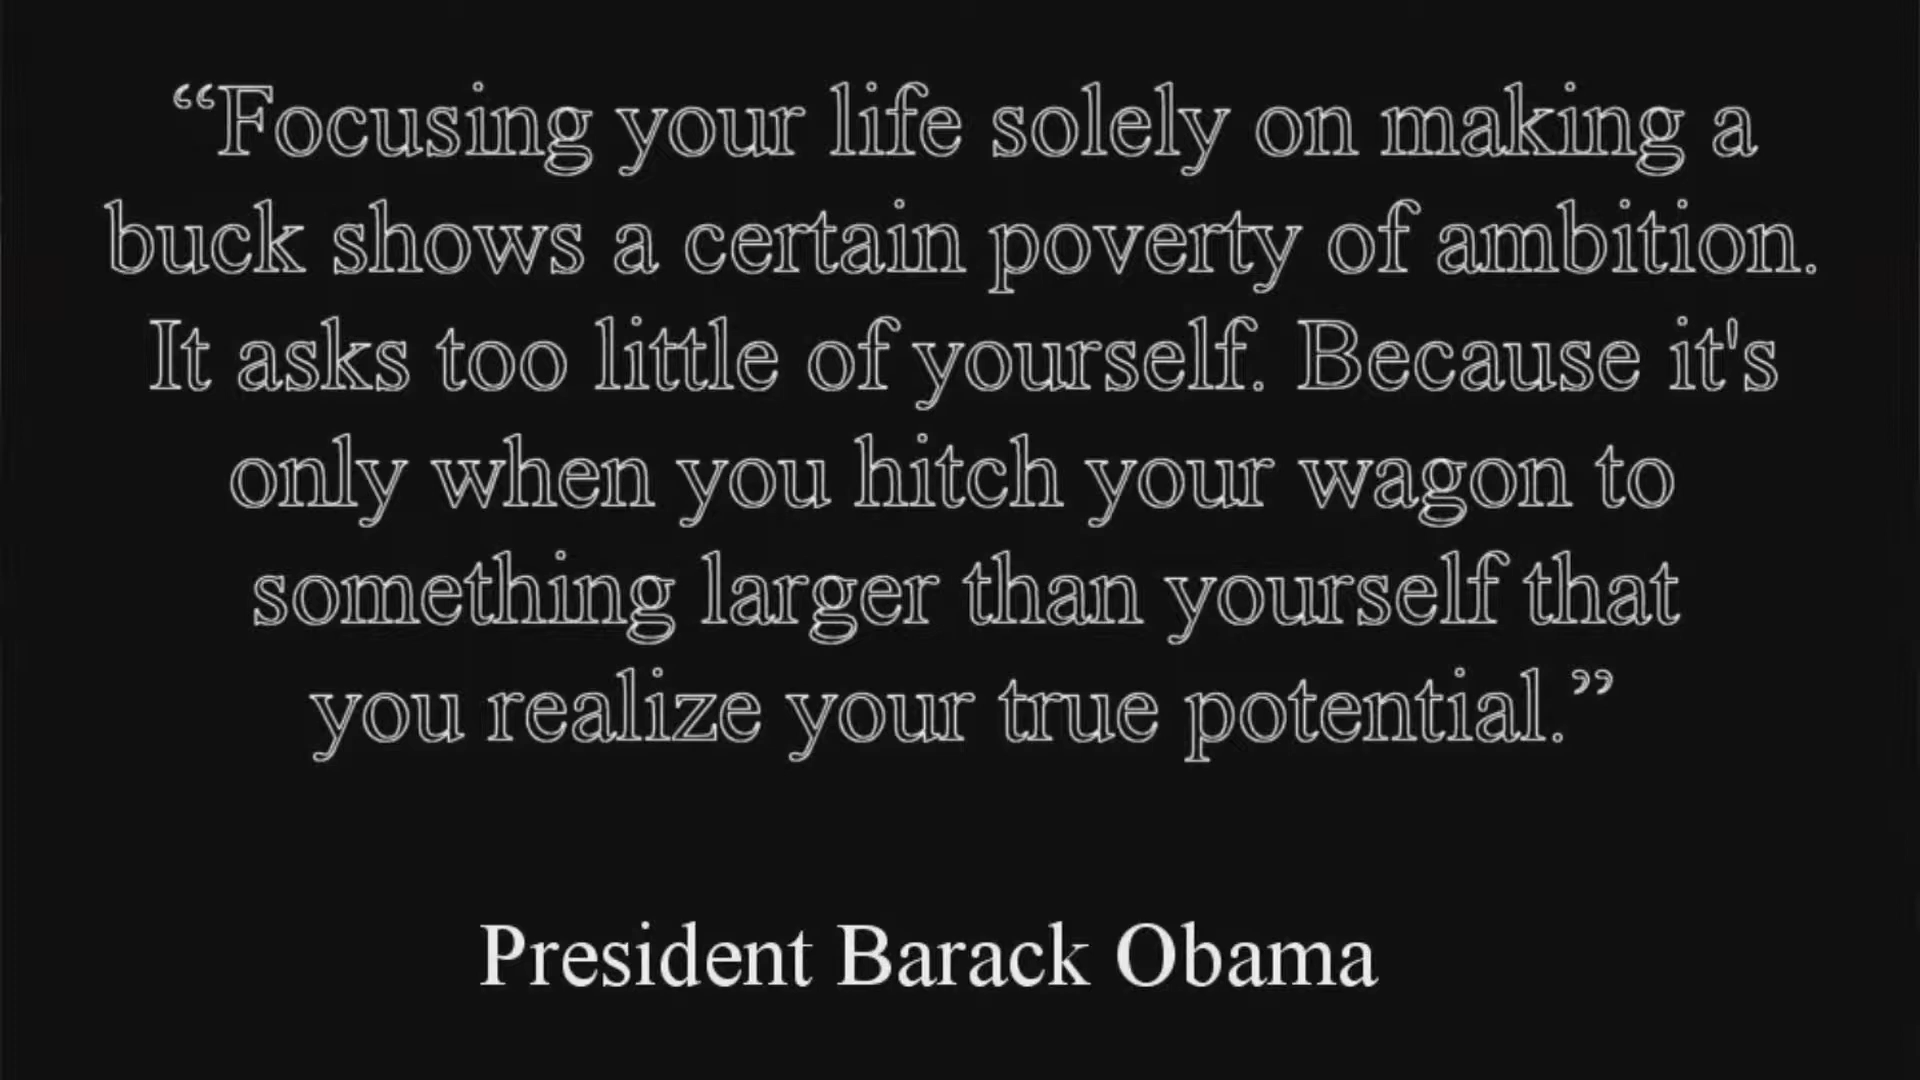 “Focusing your life solely on making a
buck shows a certain poverty of ambition.
It asks too little of yourself. Because it's
only when you hitch your wagon to
something larger than yourself that
you realize your true potential.”
President Barack Obama